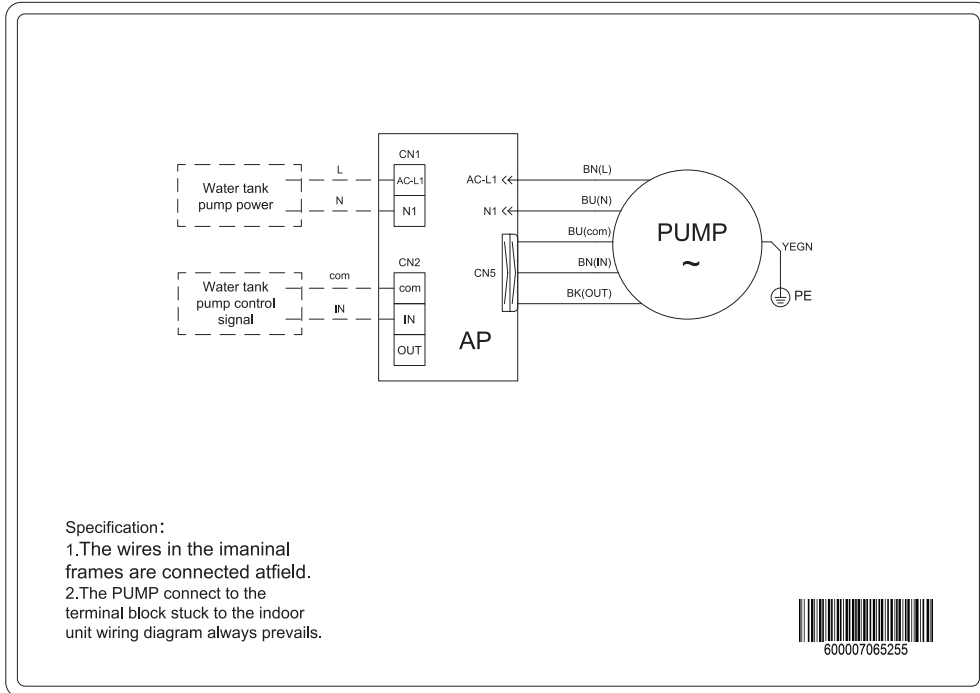 Water tank
pump power
L
N
CN1
AC-L1
N1
Water tank
pump control
signal
com
IN
CN2
com
IN
OUT
AC-L1
N1
CN5
AP
BN(L)
BU(N)
BU(com)
BN(IN)
BK(OUT)
PUMP
~
YEGN
PE
Specification:
1.The wires in the imaninal
frames are connected atfield.
2.The PUMP connect to the
terminal block stuck to the indoor
unit wiring diagram always prevails.
600007065255